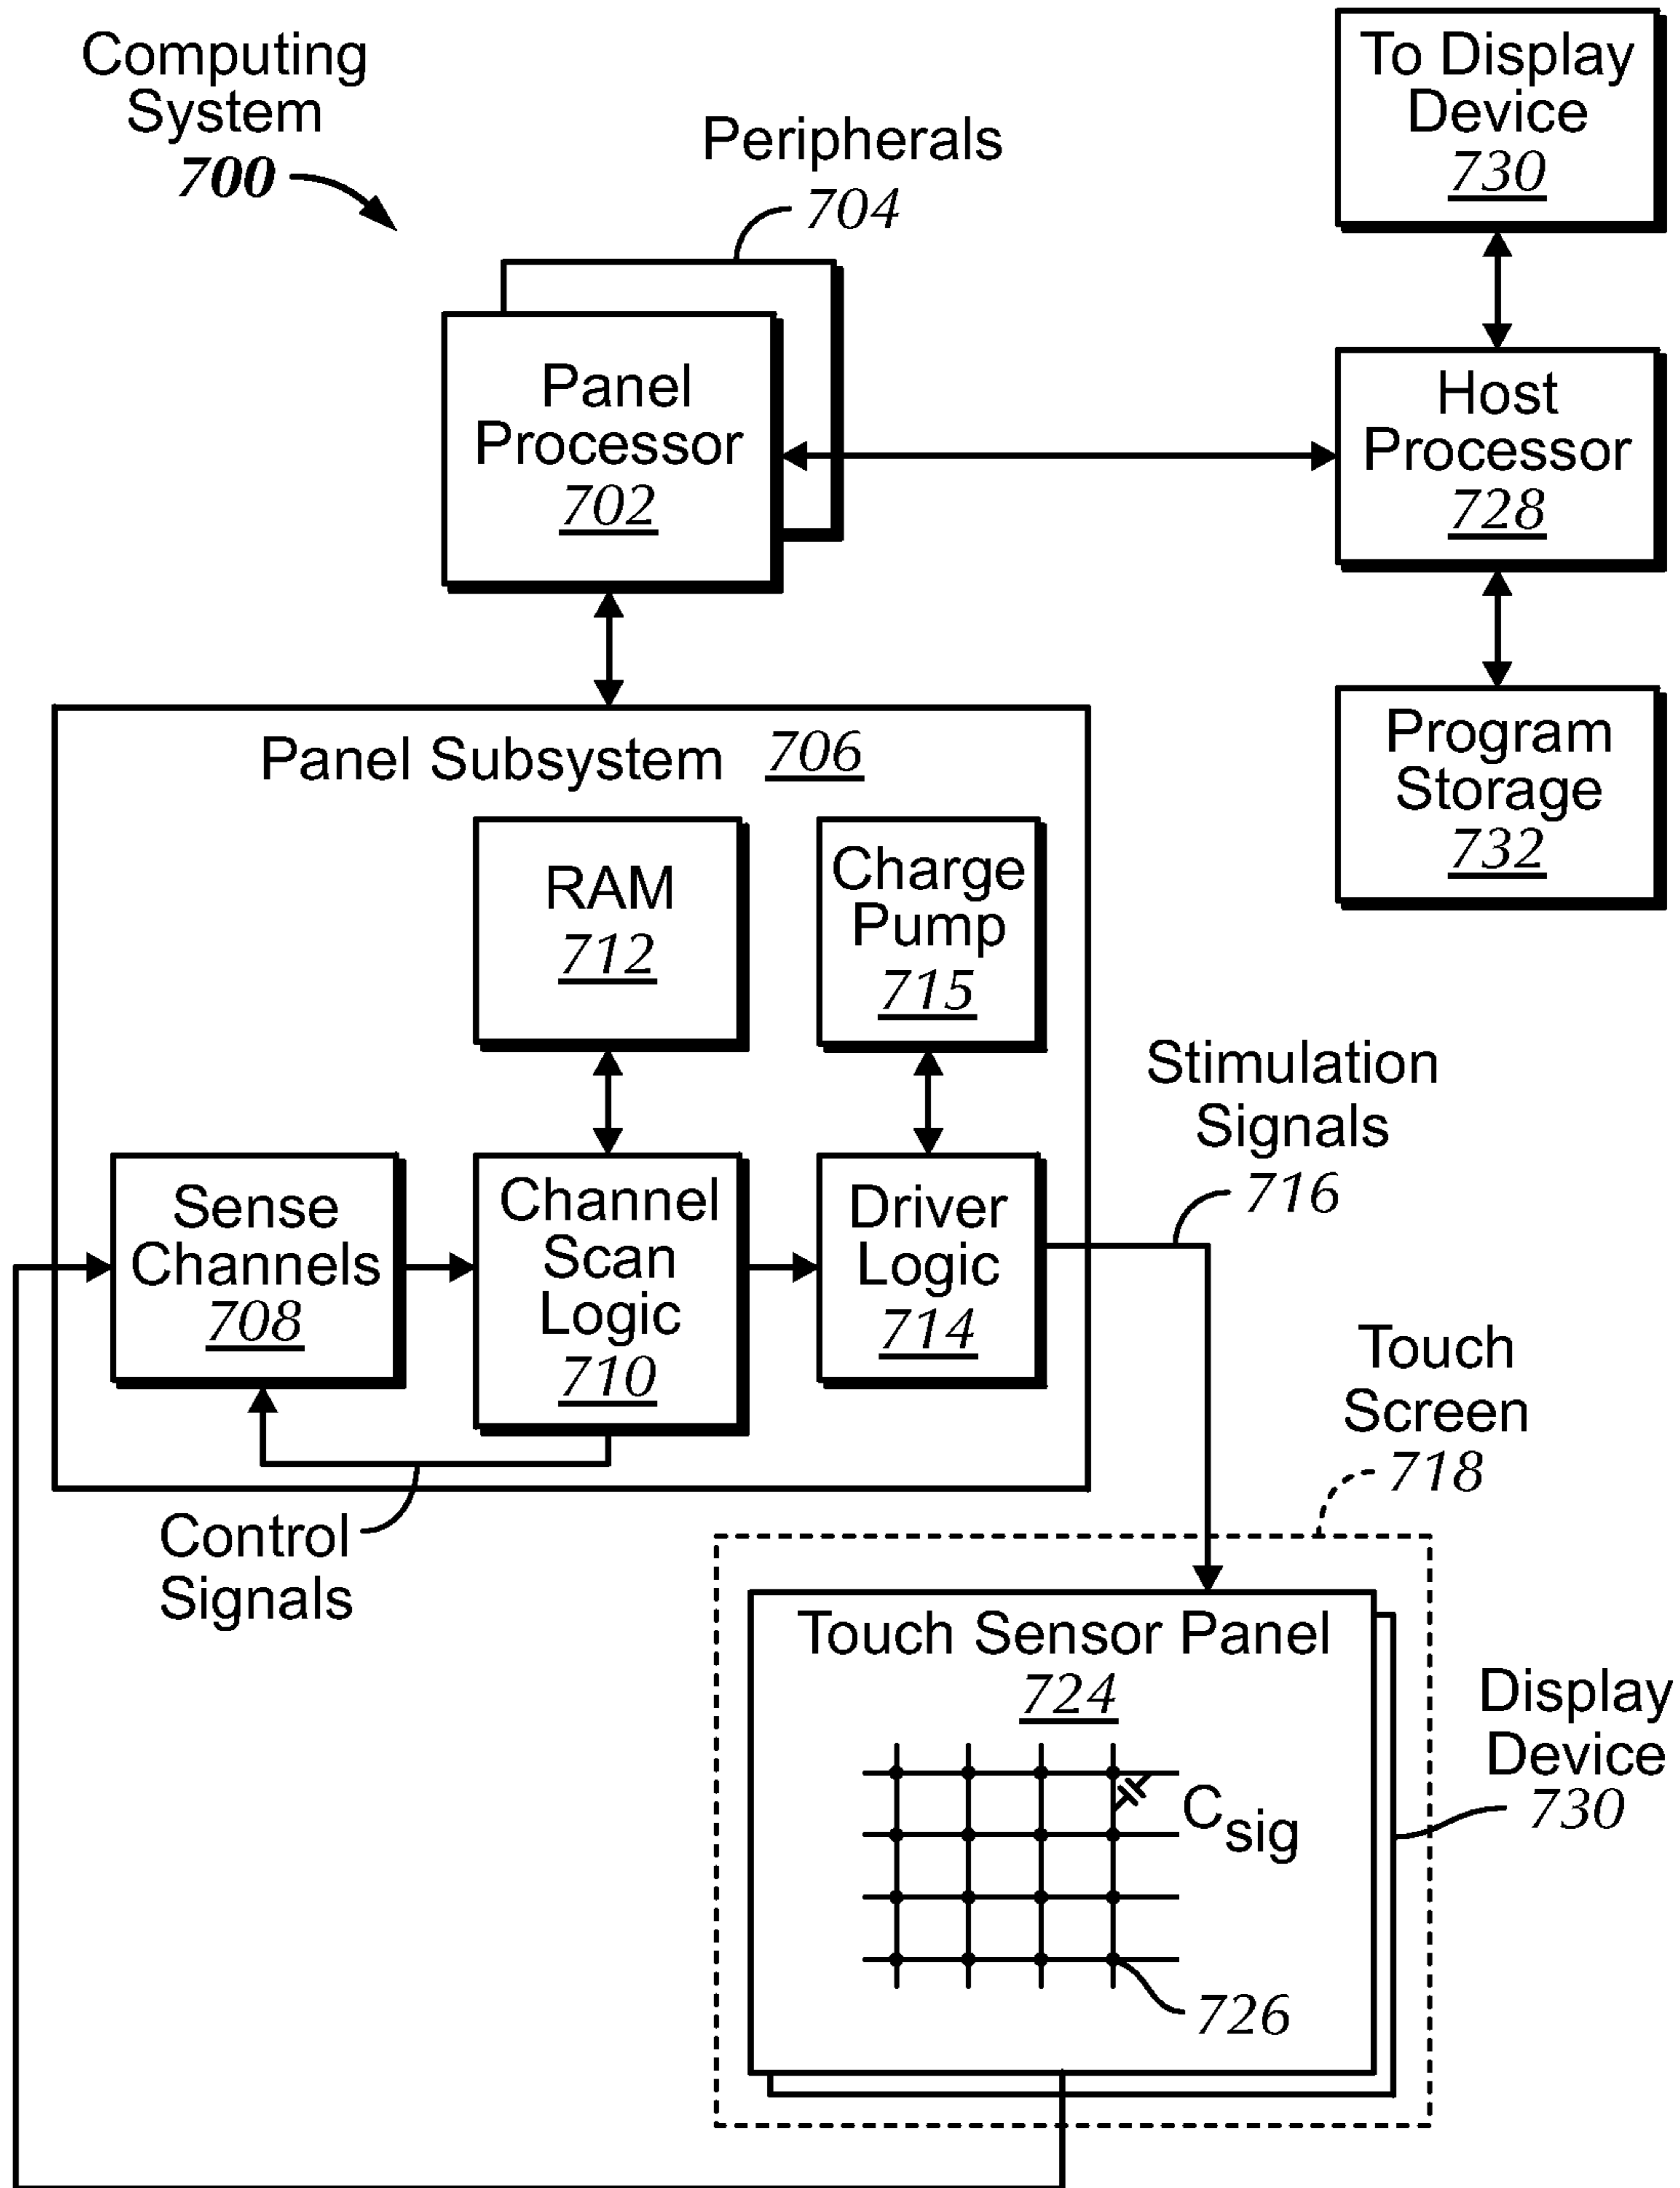 Computing
System
700
Peripherals
704
To Display
Device
730
Panel
Processor
702
Host
Processor
728
Program
Storage
732
Panel Subsystem 706
RAM
712
Charge
Pump
715
Stimulation
Signals
716
Sense
Channels
708
Channel
Scan
Logic
710
Driver
Logic
714
Control
Signals
Touch
Screen
718
Touch Sensor Panel
724
Csig
726
Display
Device
730